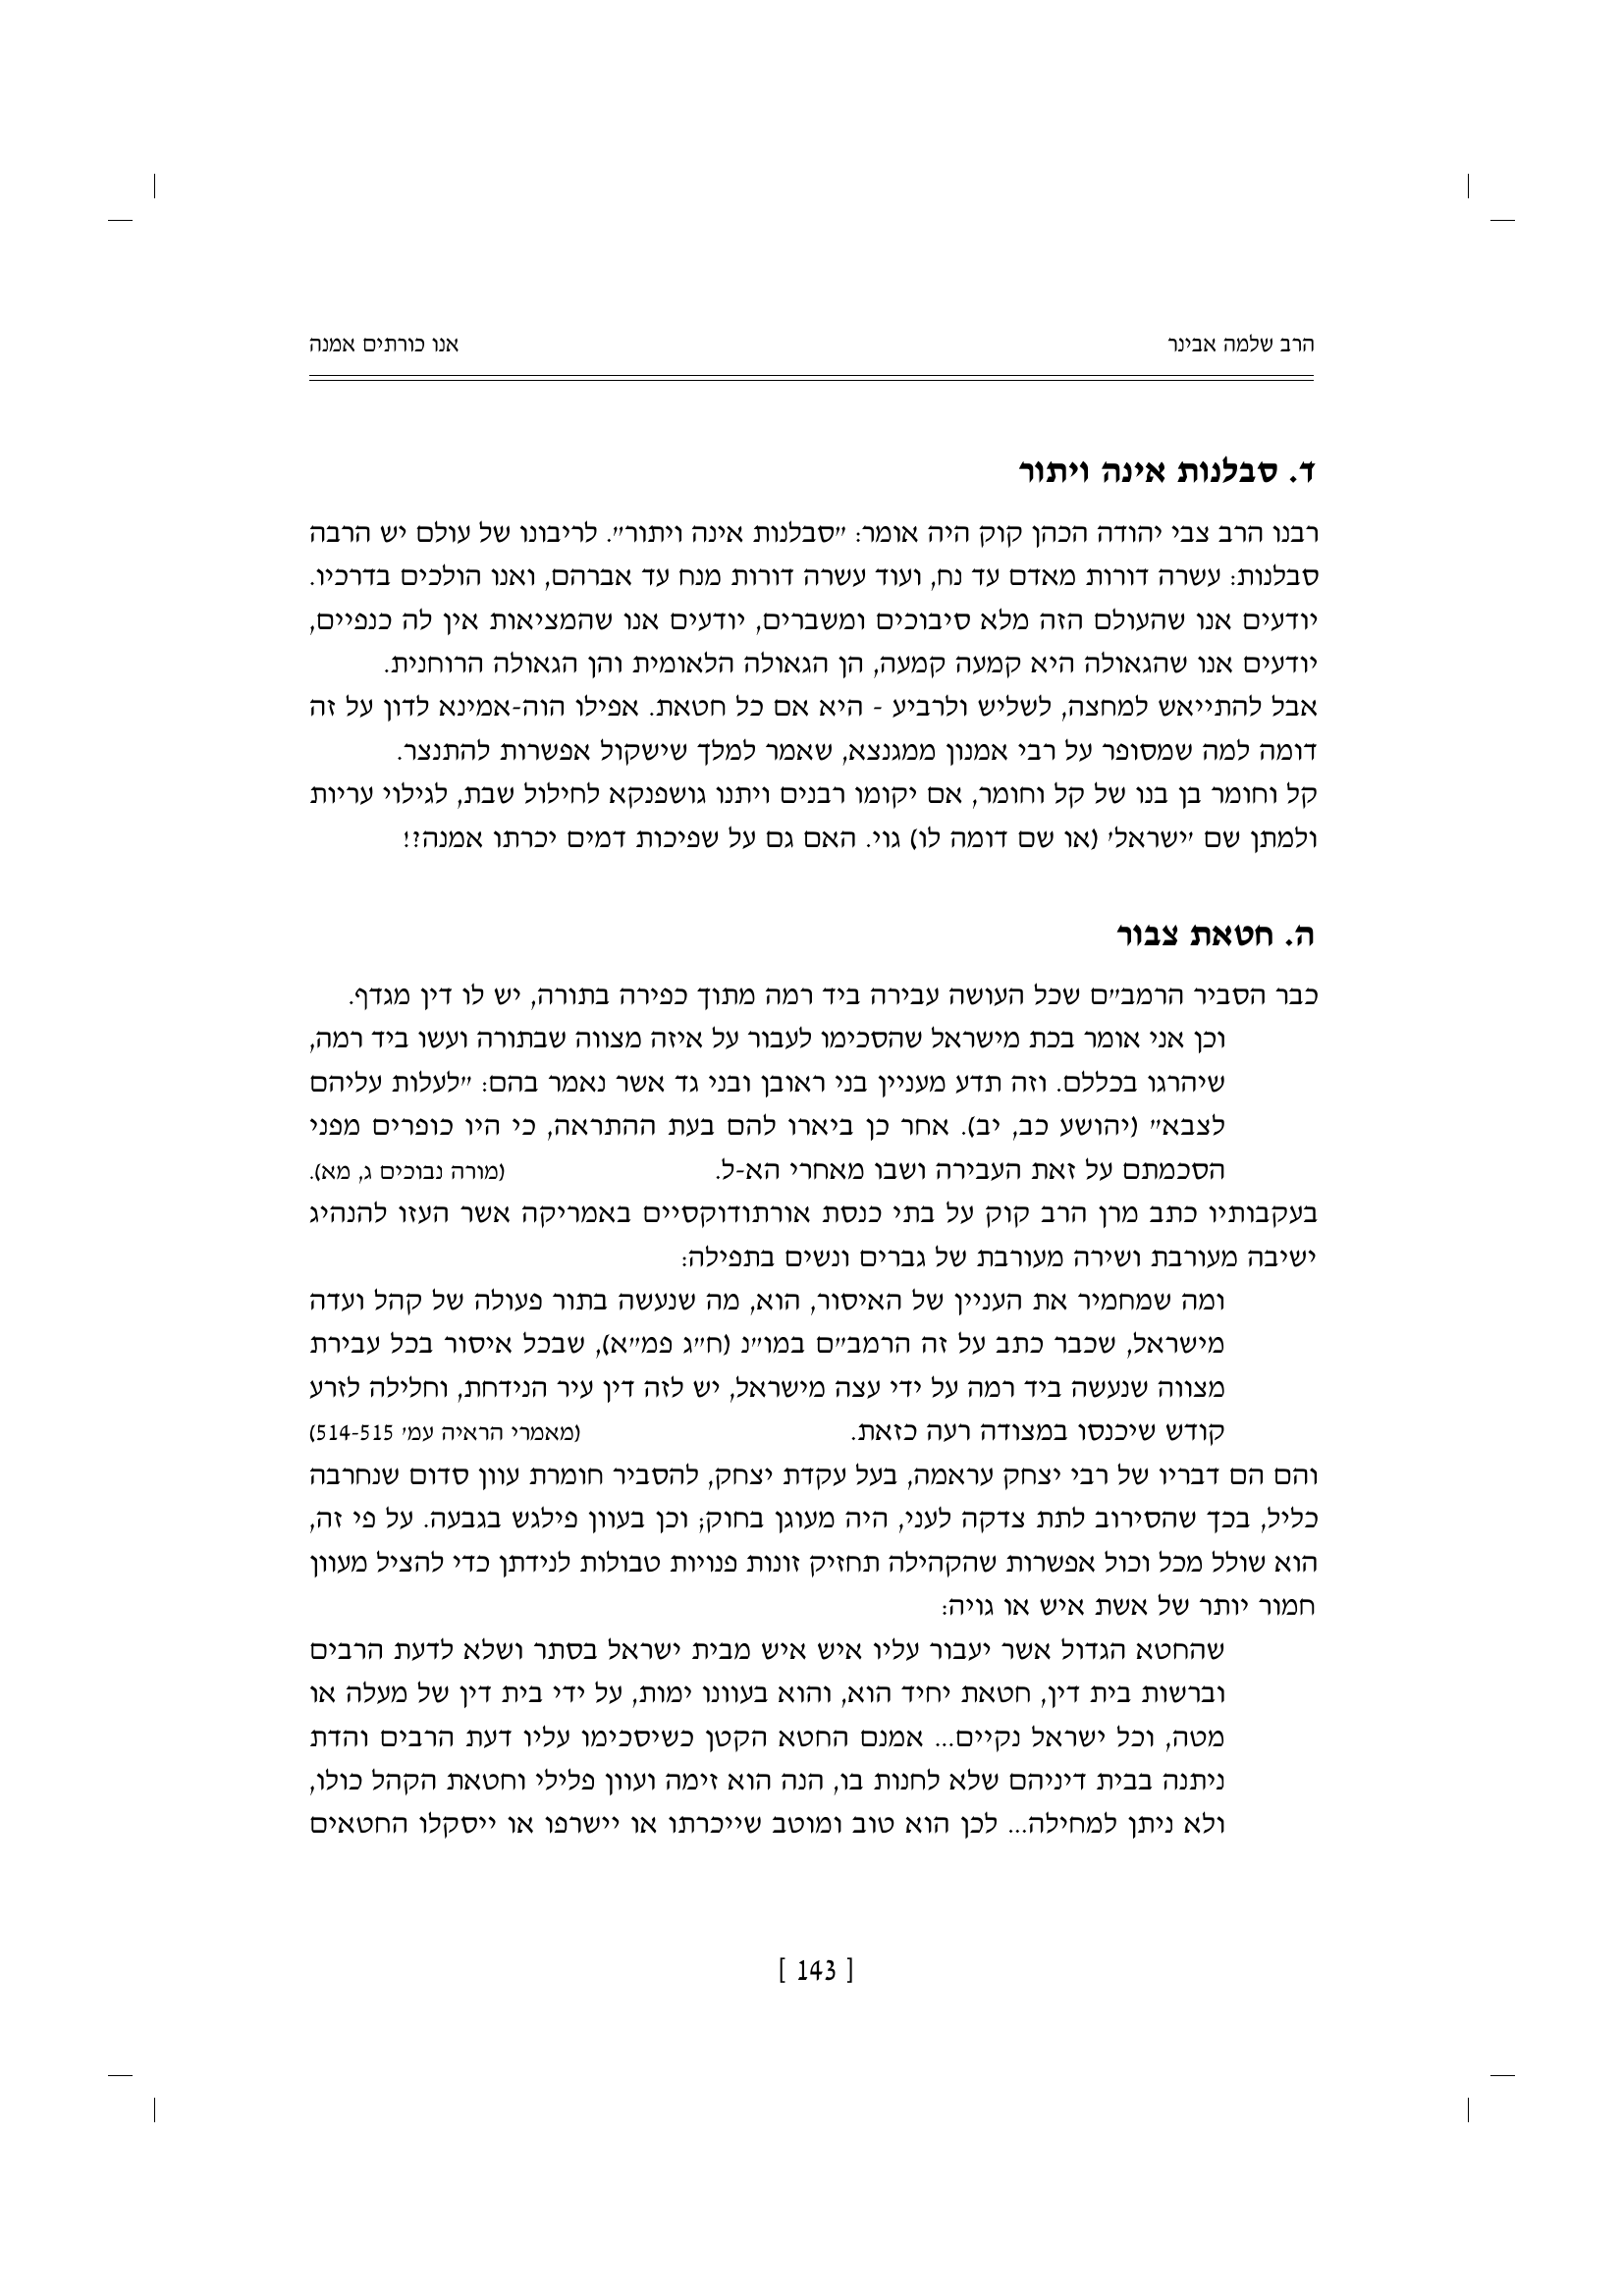 הרב שלמה אבינר אנו כורתים אמנה
ד. סבלנות אינה ויתור
רבנו הרב צבי יהודה הכהן קוק היה אומר: "סבלנות אינה ויתור". לריבונו של עולם יש הרבה
סבלנות: עשרה דורות מאדם עד נח, ועוד עשרה דורות מנח עד אברהם, ואנו הולכים בדרכיו.
יודעים אנו שהעולם הזה מלא סיבוכים ומשברים, יודעים אנו שהמציאות אין לה כנפיים,
יודעים אנו שהגאולה היא קמעה קמעה, הן הגאולה הלאומית והן הגאולה הרוחנית.
אבל להתייאש למחצה, לשליש ולרביע - היא אם כל חטאת. אפילו הוה-אמינא לדון על זה
דומה למה שמסופר על רבי אמנון ממגנצא, שאמר למלך שישקול אפשרות להתנצר.
קל וחומר בן בנו של קל וחומר, אם יקומו רבנים ויתנו גושפנקא לחילול שבת, לגילוי עריות
ולמתן שם 'ישראל' (או שם דומה לו) גוי. האם גם על שפיכות דמים יכרתו אמנה?!
ה. חטאת צבור
כבר הסביר הרמב"ם שכל העושה עבירה ביד רמה מתוך כפירה בתורה, יש לו דין מגדף.
וכן אני אומר בכת מישראל שהסכימו לעבור על איזה מצווה שבתורה ועשו ביד רמה,
שיהרגו בכללם. וזה תדע מעניין בני ראובן ובני גד אשר נאמר בהם: "לעלות עליהם
לצבא" (יהושע כב, יב). אחר כן ביארו להם בעת ההתראה, כי היו כופרים מפני
הסכמתם על זאת העבירה ושבו מאחרי הא-ל. (מורה נבוכים ג, מא).
בעקבותיו כתב מרן הרב קוק על בתי כנסת אורתודוקסיים באמריקה אשר העזו להנהיג
ישיבה מעורבת ושירה מעורבת של גברים ונשים בתפילה:
ומה שמחמיר את העניין של האיסור, הוא, מה שנעשה בתור פעולה של קהל ועדה
מישראל, שכבר כתב על זה הרמב"ם במו"נ (ח"ג פמ"א), שבכל איסור בכל עבירת
מצווה שנעשה ביד רמה על ידי עצה מישראל, יש לזה דין עיר הנידחת, וחלילה לזרע
קודש שיכנסו במצודה רעה כזאת. (מאמרי הראיה עמ' 514-515)
והם הם דבריו של רבי יצחק עראמה, בעל עקדת יצחק, להסביר חומרת עוון סדום שנחרבה
כליל, בכך שהסירוב לתת צדקה לעני, היה מעוגן בחוק; וכן בעוון פילגש בגבעה. על פי זה,
הוא שולל מכל וכול אפשרות שהקהילה תחזיק זונות פנויות טבולות לנידתן כדי להציל מעוון
חמור יותר של אשת איש או גויה:
שהחטא הגדול אשר יעבור עליו איש איש מבית ישראל בסתר ושלא לדעת הרבים
וברשות בית דין, חטאת יחיד הוא, והוא בעוונו ימות, על ידי בית דין של מעלה או
מטה, וכל ישראל נקיים... אמנם החטא הקטן כשיסכימו עליו דעת הרבים והדת
ניתנה בבית דיניהם שלא לחנות בו, הנה הוא זימה ועוון פלילי וחטאת הקהל כולו,
ולא ניתן למחילה... לכן הוא טוב ומוטב שייכרתו או יישרפו או ייסקלו החטאים
[ 143 ]